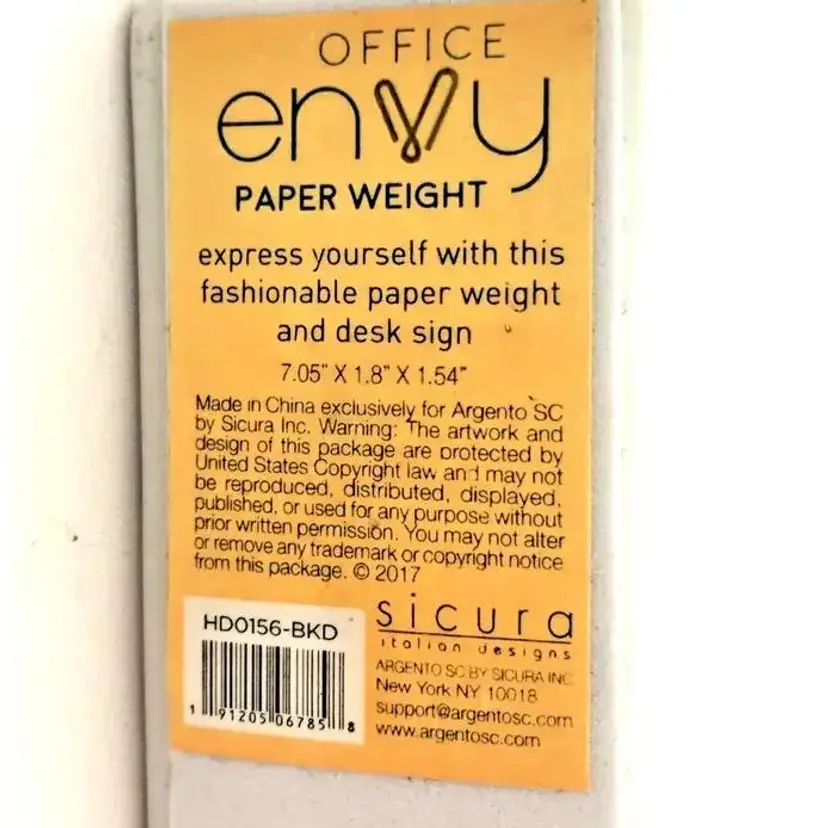 OFFICE
envy
PAPER WEIGHT
express yourself with this
fashionable paper weight
and desk sign
7.05" X 1.8" X 1.54"
Made in China exclusively for Argento SC
by Sicura Inc. Warning: The artwork and
design of this package are protected by
United States Copyright law and may not
be reproduced, distributed, displayed,
published, or used for any purpose without
prior written permission. You may not alter
or remove any trademark or copyright notice
from this package. © 2017
HD0156-BKD
1 91205 06785 8
sicura
italian designs
ARGENTO SC BY SICURA INC
New York NY 10018
support@argentosc.com
www.argentosc.com